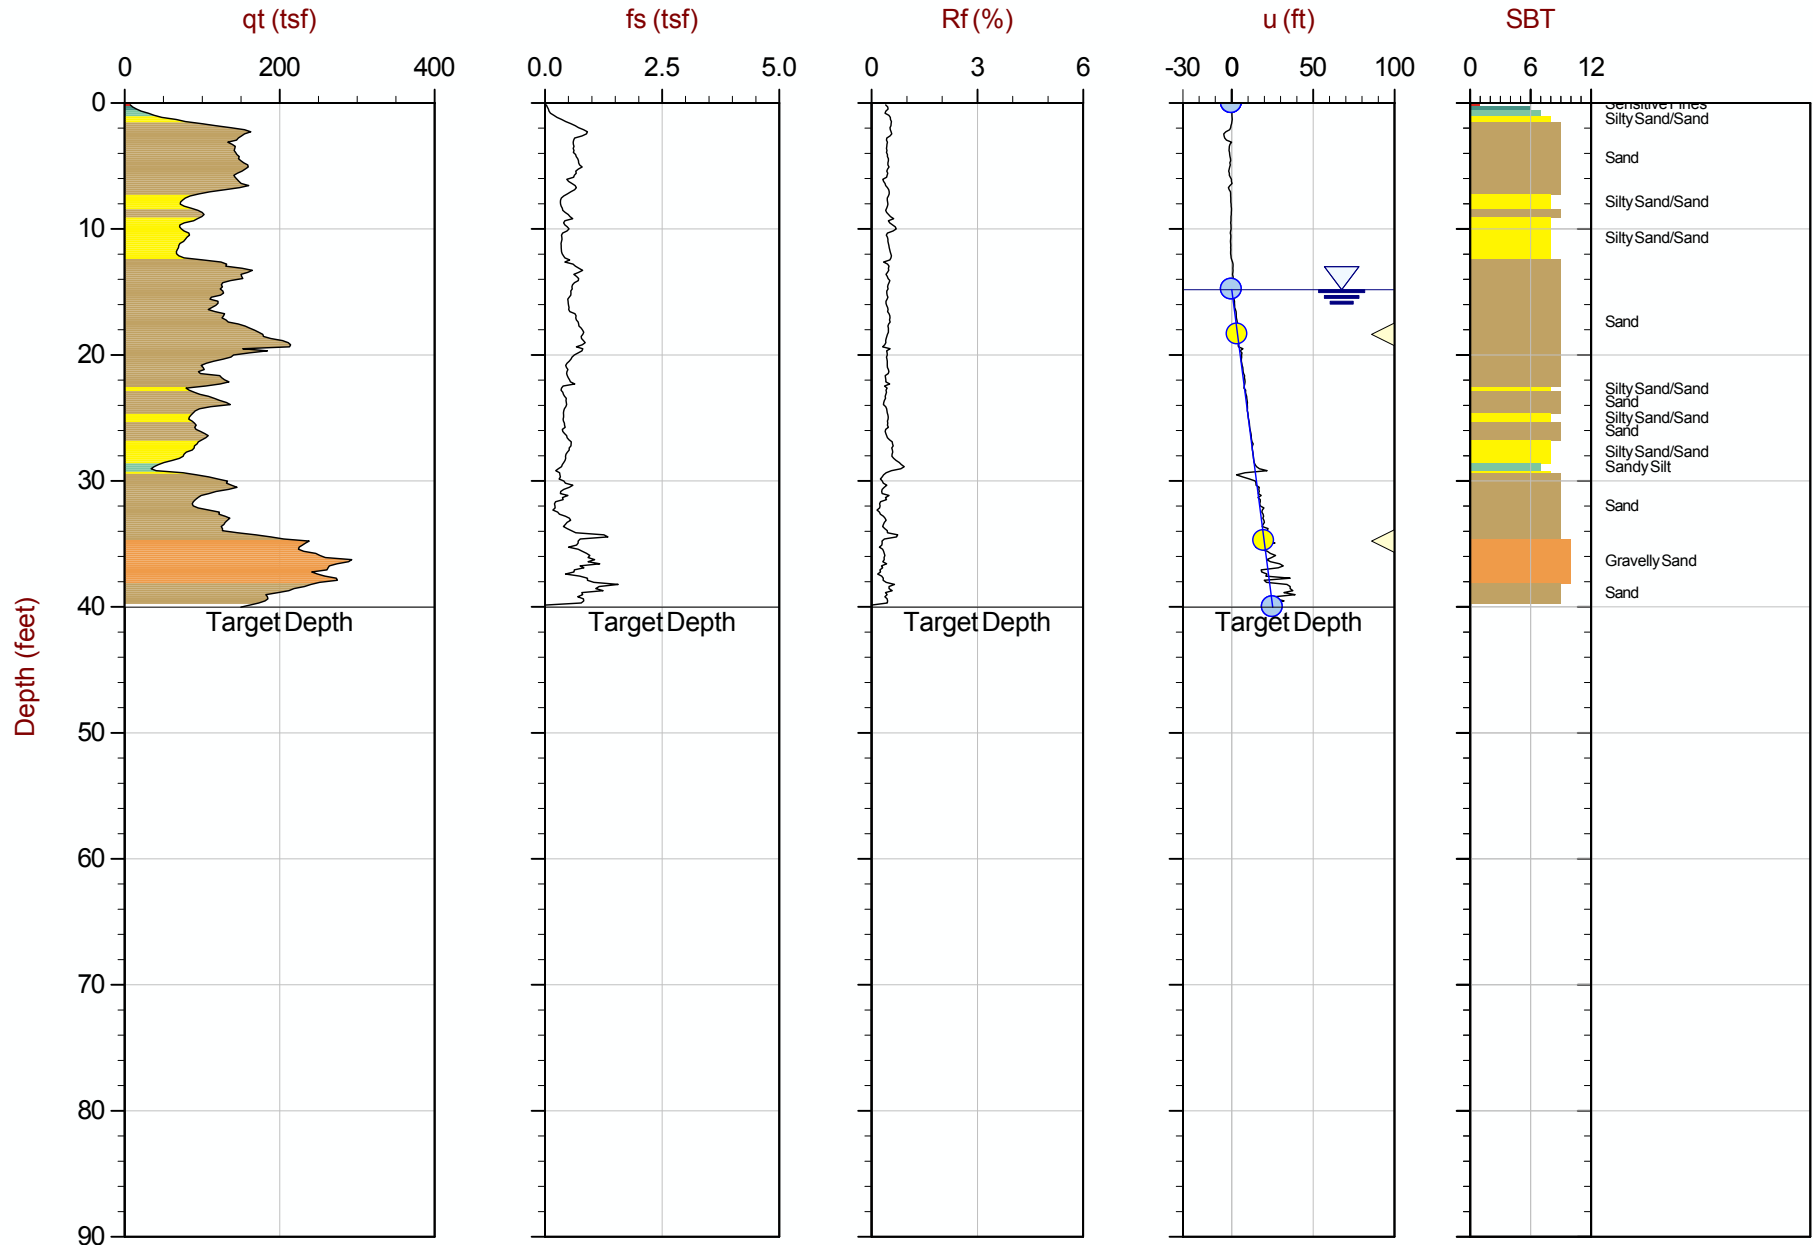 qt (tsf) fs (tsf) Rf (%) u (ft) SBT
0 200 400 0.0 2.5 5.0 0 3 6 -30 0 50 100 0 6 12
0
Sensitive Fines
Silty Sand/Sand
Sand
Silty Sand/Sand
10
Silty Sand/Sand
Sand
20
Silty Sand/Sand
Sand
Silty Sand/Sand
Sand
Silty Sand/Sand
Sandy Silt
30
Sand
Gravelly Sand
Sand
40
Target Depth Target Depth Target Depth Target Depth
Depth (feet)
50
60
70
80
90